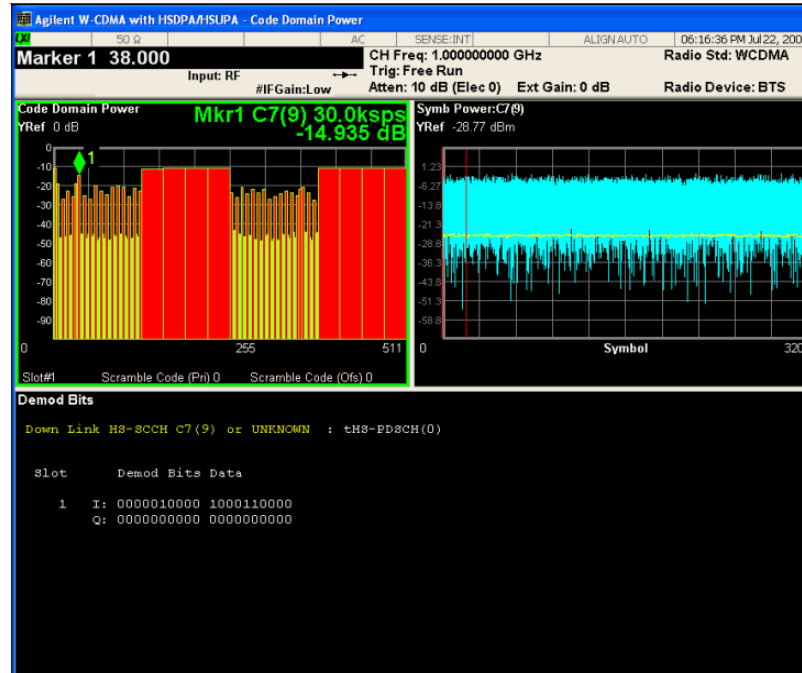 Agilent W-CDMA with HSDPA/HSUPA - Code Domain Power
LXI 50 Ω AC SENSE:INT ALIGN AUTO 06:16:36 PM Jul 22, 200
Marker 1 38.000
Input: RF
#IFGain:Low
CH Freq: 1.000000000 GHz
Trig: Free Run
Atten: 10 dB (Elec 0) Ext Gain: 0 dB
Radio Std: WCDMA
Radio Device: BTS
Code Domain Power
YRef 0 dB
Mkr1 C7(9) 30.0ksps
-14.935 dB
1
0
-10
-20
-30
-40
-50
-60
-70
-80
-90
0 255 511
Slot#1 Scramble Code (Pri) 0 Scramble Code (Ofs) 0
Symb Power:C7(9)
YRef -28.77 dBm
1.23
-6.27
-13.8
-21.3
-28.8
-36.3
-43.8
-51.3
-58.8
0 Symbol 320
Demod Bits
Down Link HS-SCCH C7(9) or UNKNOWN : tHS-PDSCH(0)
Slot Demod Bits Data
1 I: 0000010000 1000110000
Q: 0000000000 0000000000